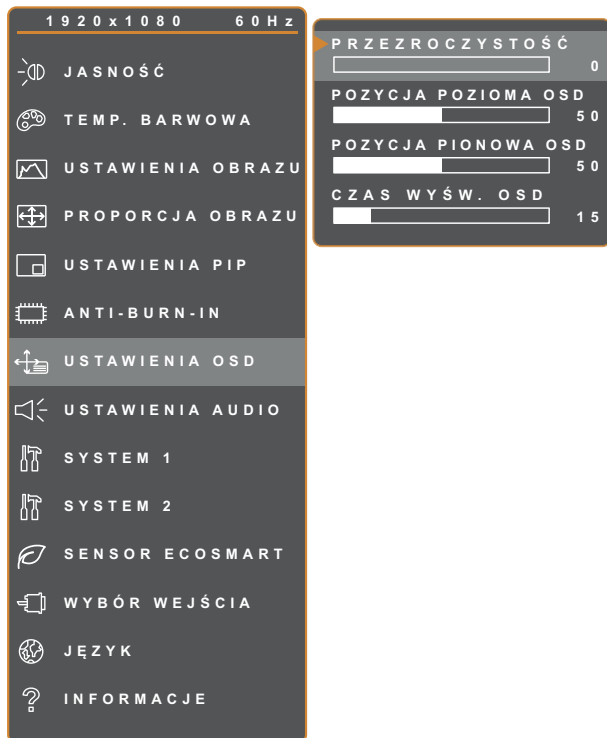 1920x1080 60Hz
JASNOŚĆ
TEMP. BARWOWA
USTAWIENIA OBRAZU
PROPORCJA OBRAZU
USTAWIENIA PIP
ANTI-BURN-IN
USTAWIENIA OSD
USTAWIENIA AUDIO
SYSTEM 1
SYSTEM 2
SENSOR ECOSMART
WYBÓR WEJŚCIA
JĘZYK
INFORMACJE
PRZEZROCZYSTOŚĆ
0
POZYCJA POZIOMA OSD
50
POZYCJA PIONOWA OSD
50
CZAS WYŚW. OSD
15